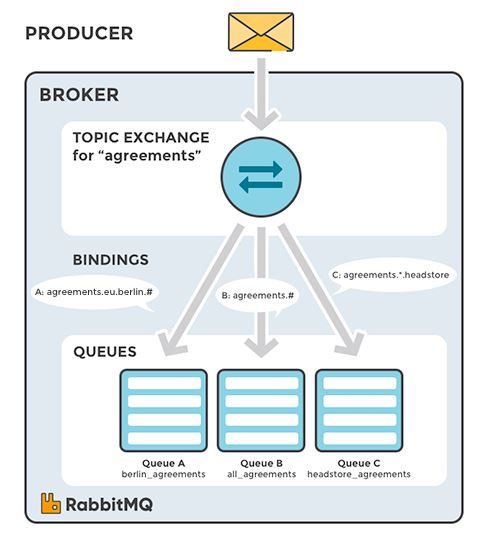 PRODUCER
BROKER
TOPIC EXCHANGE
for “agreements”
BINDINGS
A: agreements.eu.berlin.#
B: agreements.#
C: agreements.*.headstore
QUEUES
Queue A
berlin_agreements
Queue B
all_agreements
Queue C
headstore_agreements
RabbitMQ